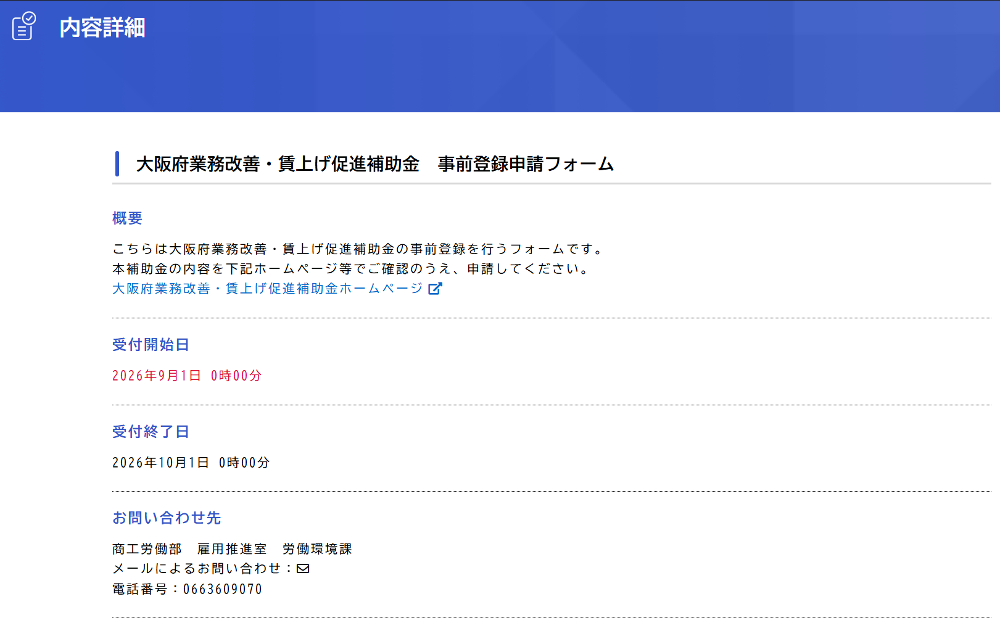 内容詳細
大阪府業務改善・賃上げ促進補助金　事前登録申請フォーム
概要
こちらは大阪府業務改善・賃上げ促進補助金の事前登録を行うフォームです。
本補助金の内容を下記ホームページ等でご確認のうえ、申請してください。
大阪府業務改善・賃上げ促進補助金ホームページ
受付開始日
2026年9月1日 0時00分
受付終了日
2026年10月1日 0時00分
お問い合わせ先
商工労働部　雇用推進室　労働環境課
メールによるお問い合わせ：
電話番号：0663609070